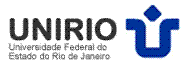 UNIRIO
Universidade Federal do
Estado do Rio de Janeiro